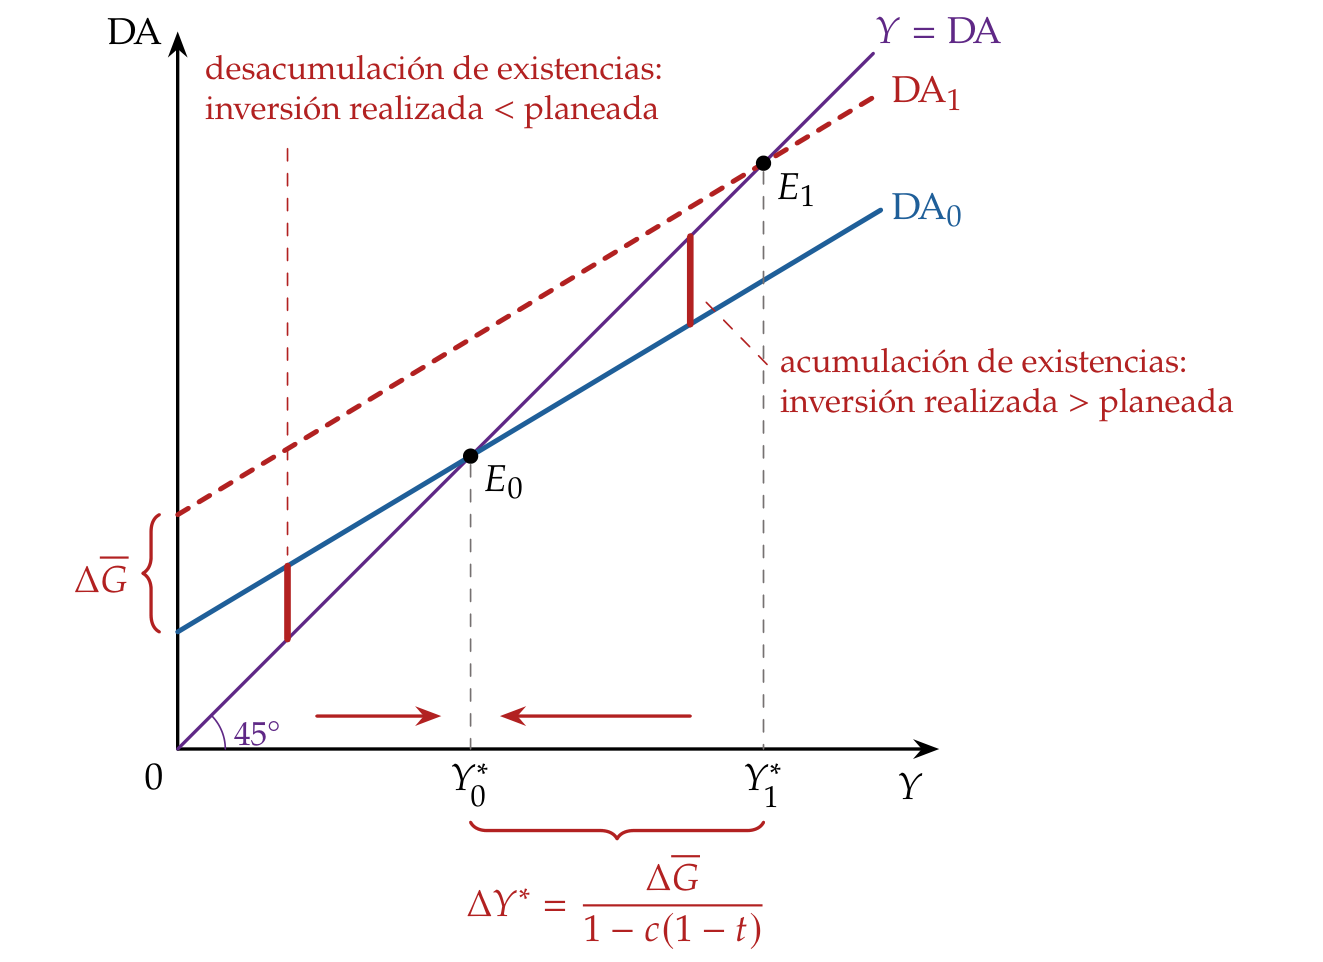 DA
Y = DA
desacumulación de existencias:
inversión realizada < planeada
DA₁
E₁
DA₀
acumulación de existencias:
inversión realizada > planeada
E₀
ΔG̅
45°
0
Y₀*
Y₁*
Y
ΔY* = ΔG̅ / (1 − c(1 − t))